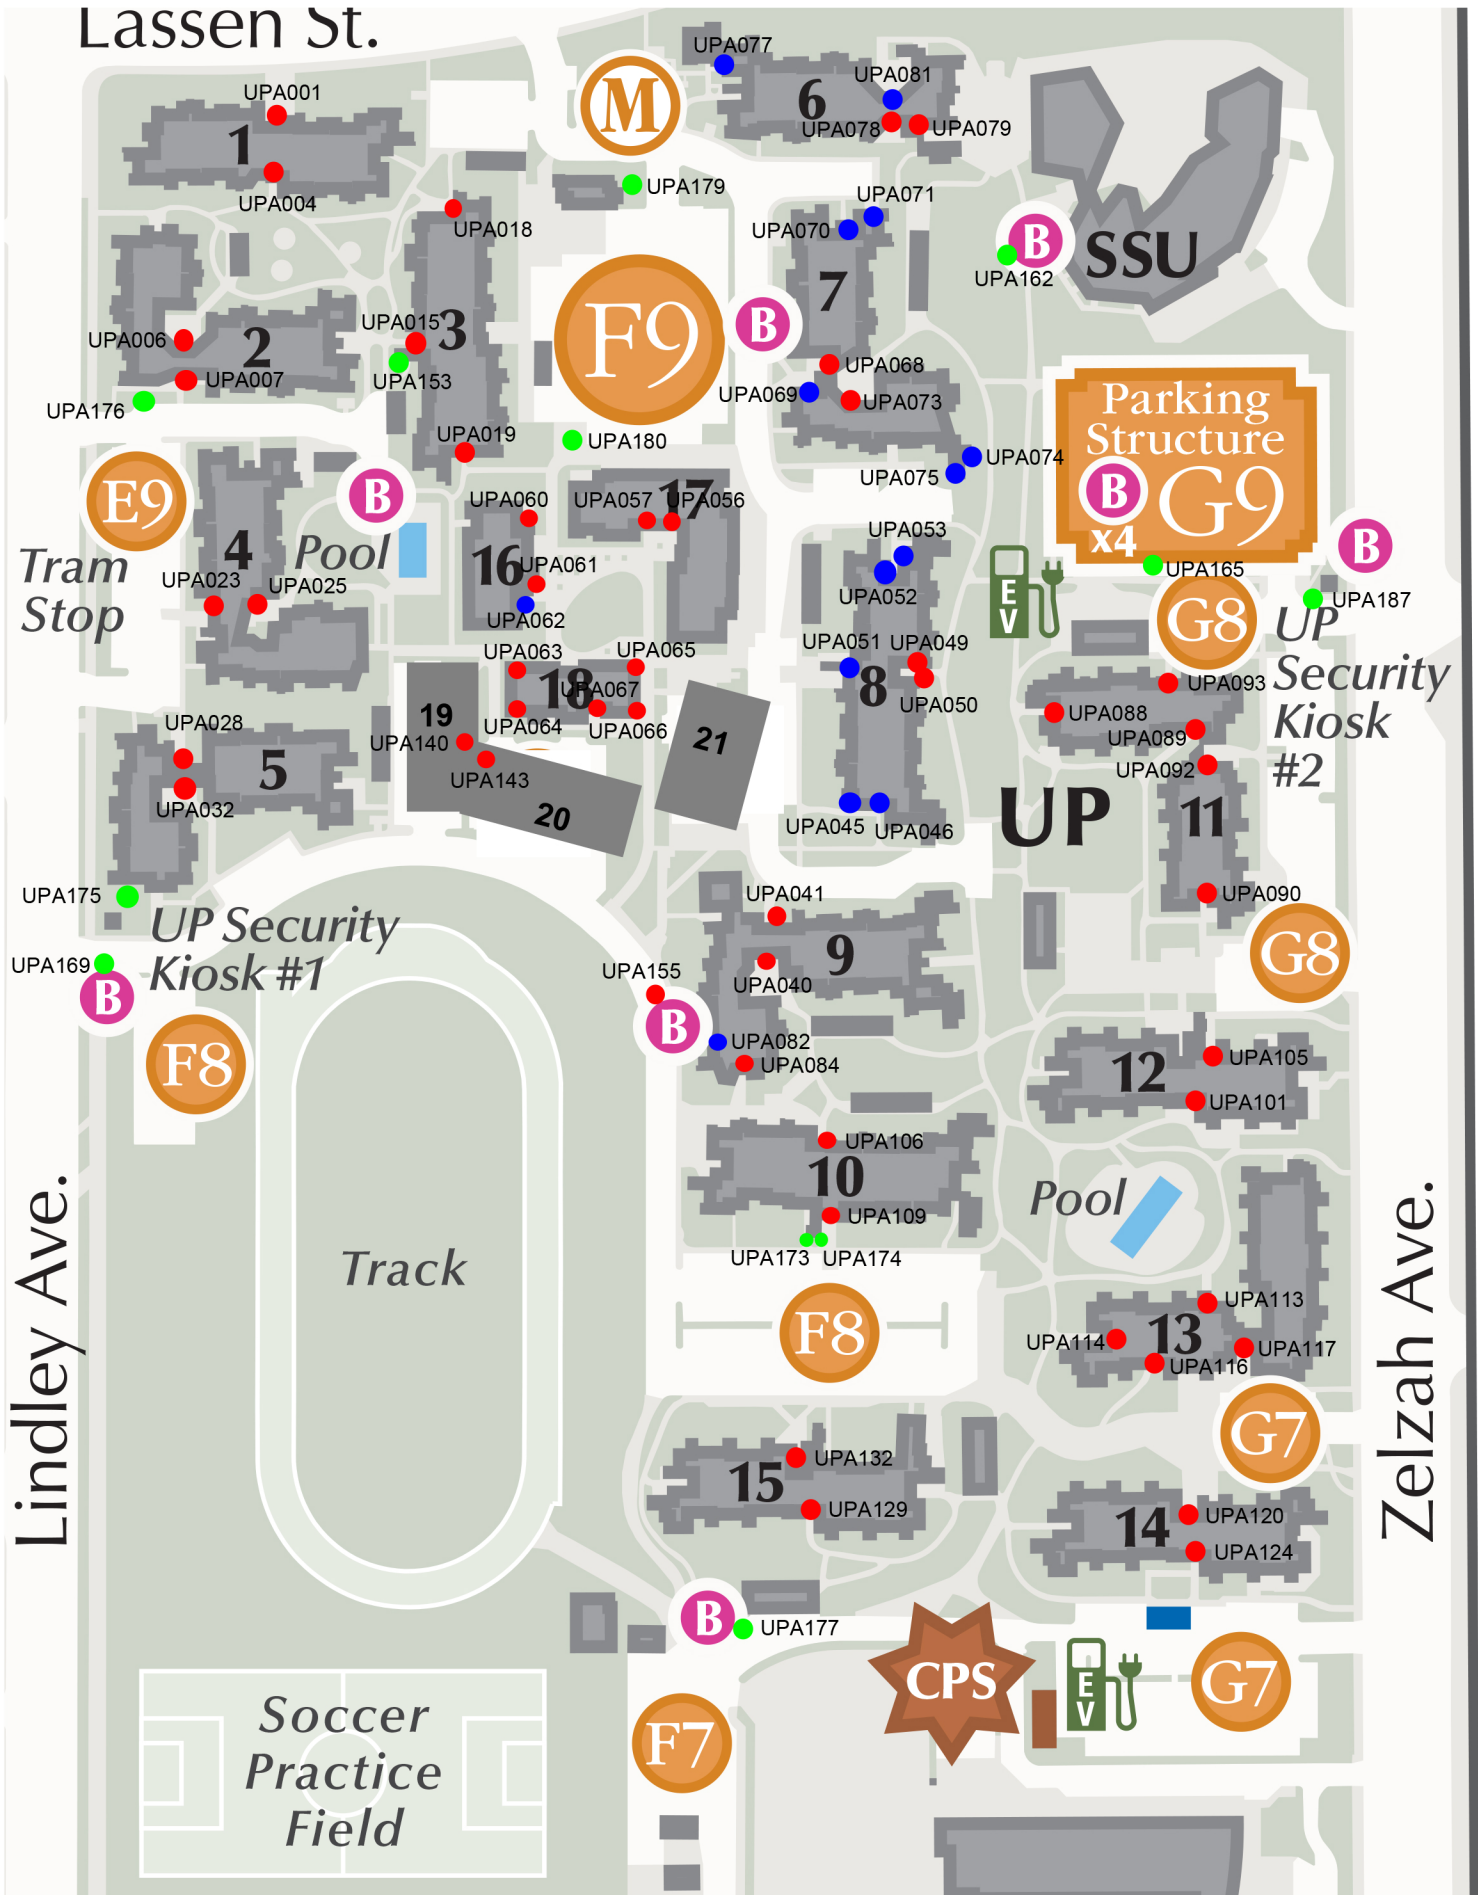 Lassen St.
UPA077
UPA001
M
6
UPA081
UPA078
UPA079
1
UPA004
UPA179
UPA018
UPA071
UPA070
B
SSU
UPA162
7
F9
B
UPA015
3
UPA006
2
UPA007
UPA153
UPA176
UPA068
UPA069
UPA073
Parking
Structure
B
G9
x4
UPA019
UPA180
UPA074
UPA075
E9
B
UPA060
UPA057
17
UPA056
Tram
Stop
4
Pool
16
UPA061
UPA062
UPA023
UPA025
UPA053
UPA052
EV
B
UPA165
G8
UPA187
UP
Security
Kiosk
#2
UPA063
UPA065
18
UPA067
UPA064
UPA066
UPA051
UPA049
8
UPA050
UPA093
UPA088
UPA089
UPA092
19
UPA140
UPA143
20
21
UPA028
5
UPA032
UPA045
UPA046
UP
11
UPA090
UPA175
UP Security
Kiosk #1
UPA169
B
F8
UPA041
9
UPA040
UPA155
B
UPA082
UPA084
G8
12
UPA105
UPA101
UPA106
10
UPA109
UPA173
UPA174
Pool
Track
F8
UPA113
UPA114
13
UPA116
UPA117
G7
Lindley Ave.
Zelzah Ave.
UPA132
15
UPA129
14
UPA120
UPA124
B
UPA177
CPS
EV
G7
F7
Soccer
Practice
Field